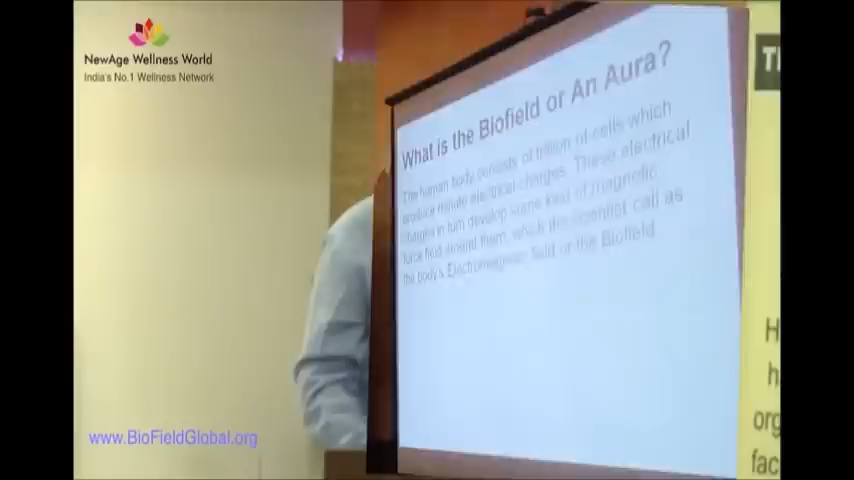 NewAge Wellness World
India's No.1 Wellness Network
What is the Biofield or An Aura?
The human body consists of trillion of cells which
produce minute electrical charges. These electrical
charges in turn develop some kind of magnetic
force field around them, which the scientist call as
the body's Electromagnetic field or the Biofield
www.BioFieldGlobal.org
T
H
h
org
fac